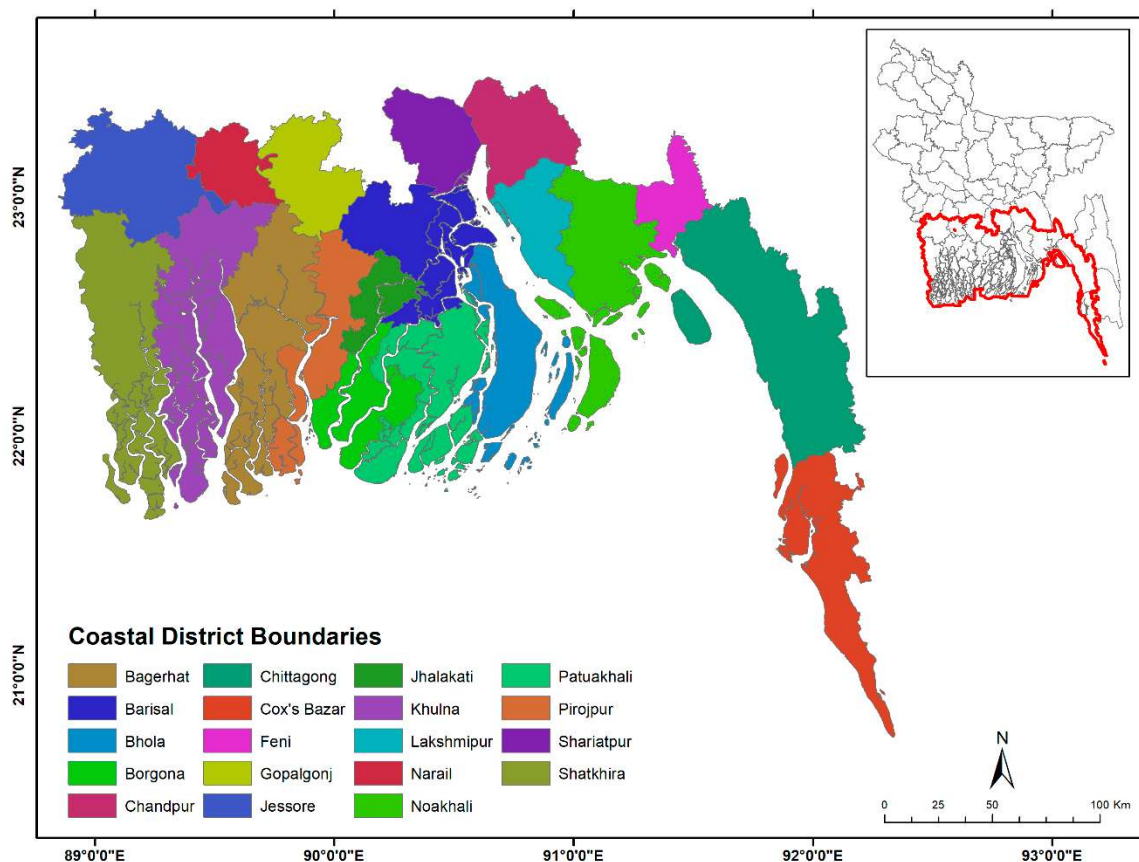 23°0'0"N
22°0'0"N
21°0'0"N
Coastal District Boundaries
Bagerhat Chittagong Jhalakati Patuakhali
Barisal Cox's Bazar Khulna Pirojpur
Bhola Feni Lakshmipur Shariatpur
Borgona Gopalgonj Narail Shatkhira
Chandpur Jessore Noakhali
N
0 25 50 100 Km
89°0'0"E 90°0'0"E 91°0'0"E 92°0'0"E 93°0'0"E